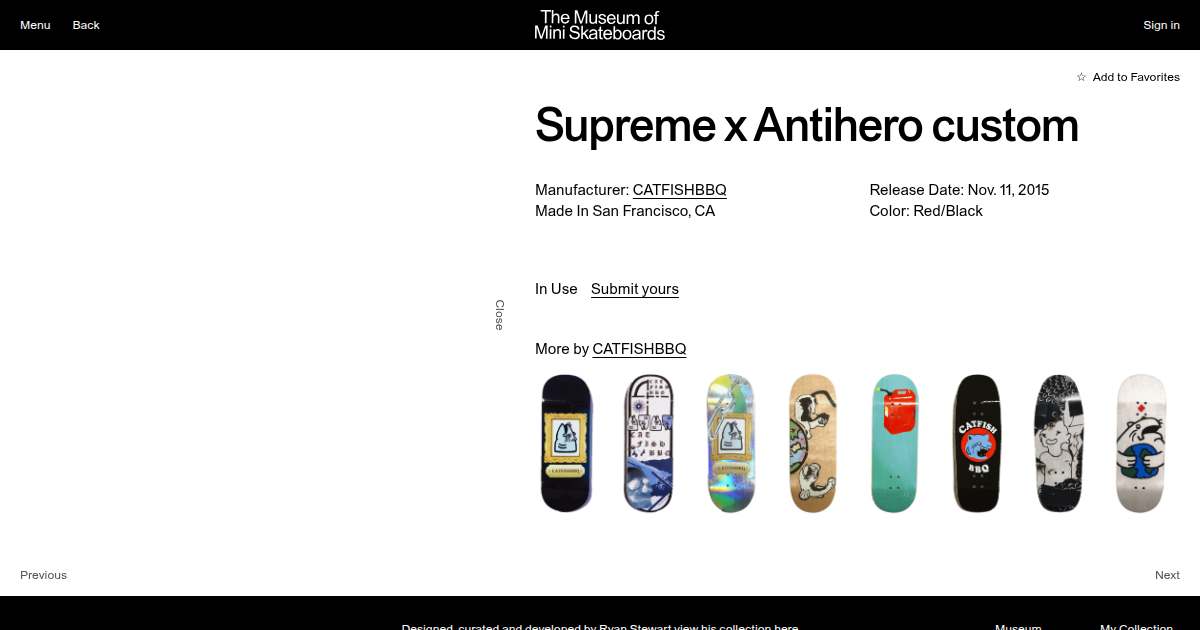 Menu
Back
The Museum of
Mini Skateboards
Sign in
☆ Add to Favorites
Supreme x Antihero custom
Manufacturer: CATFISHBBQ
Made In San Francisco, CA
Release Date: Nov. 11, 2015
Color: Red/Black
In Use Submit yours
Close
More by CATFISHBBQ
CATFISH
BBQ
Previous
Next
Designed, curated and developed by Ryan Stewart view his collection here
Museum
My Collection